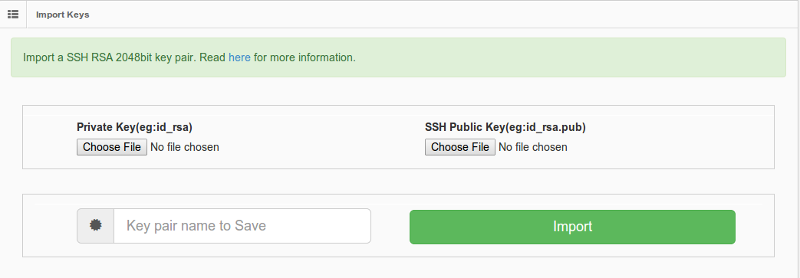 Import Keys
Import a SSH RSA 2048bit key pair. Read here for more information.
Private Key(eg:id_rsa)
SSH Public Key(eg:id_rsa.pub)
Choose File No file chosen
Choose File No file chosen
Key pair name to Save
Import